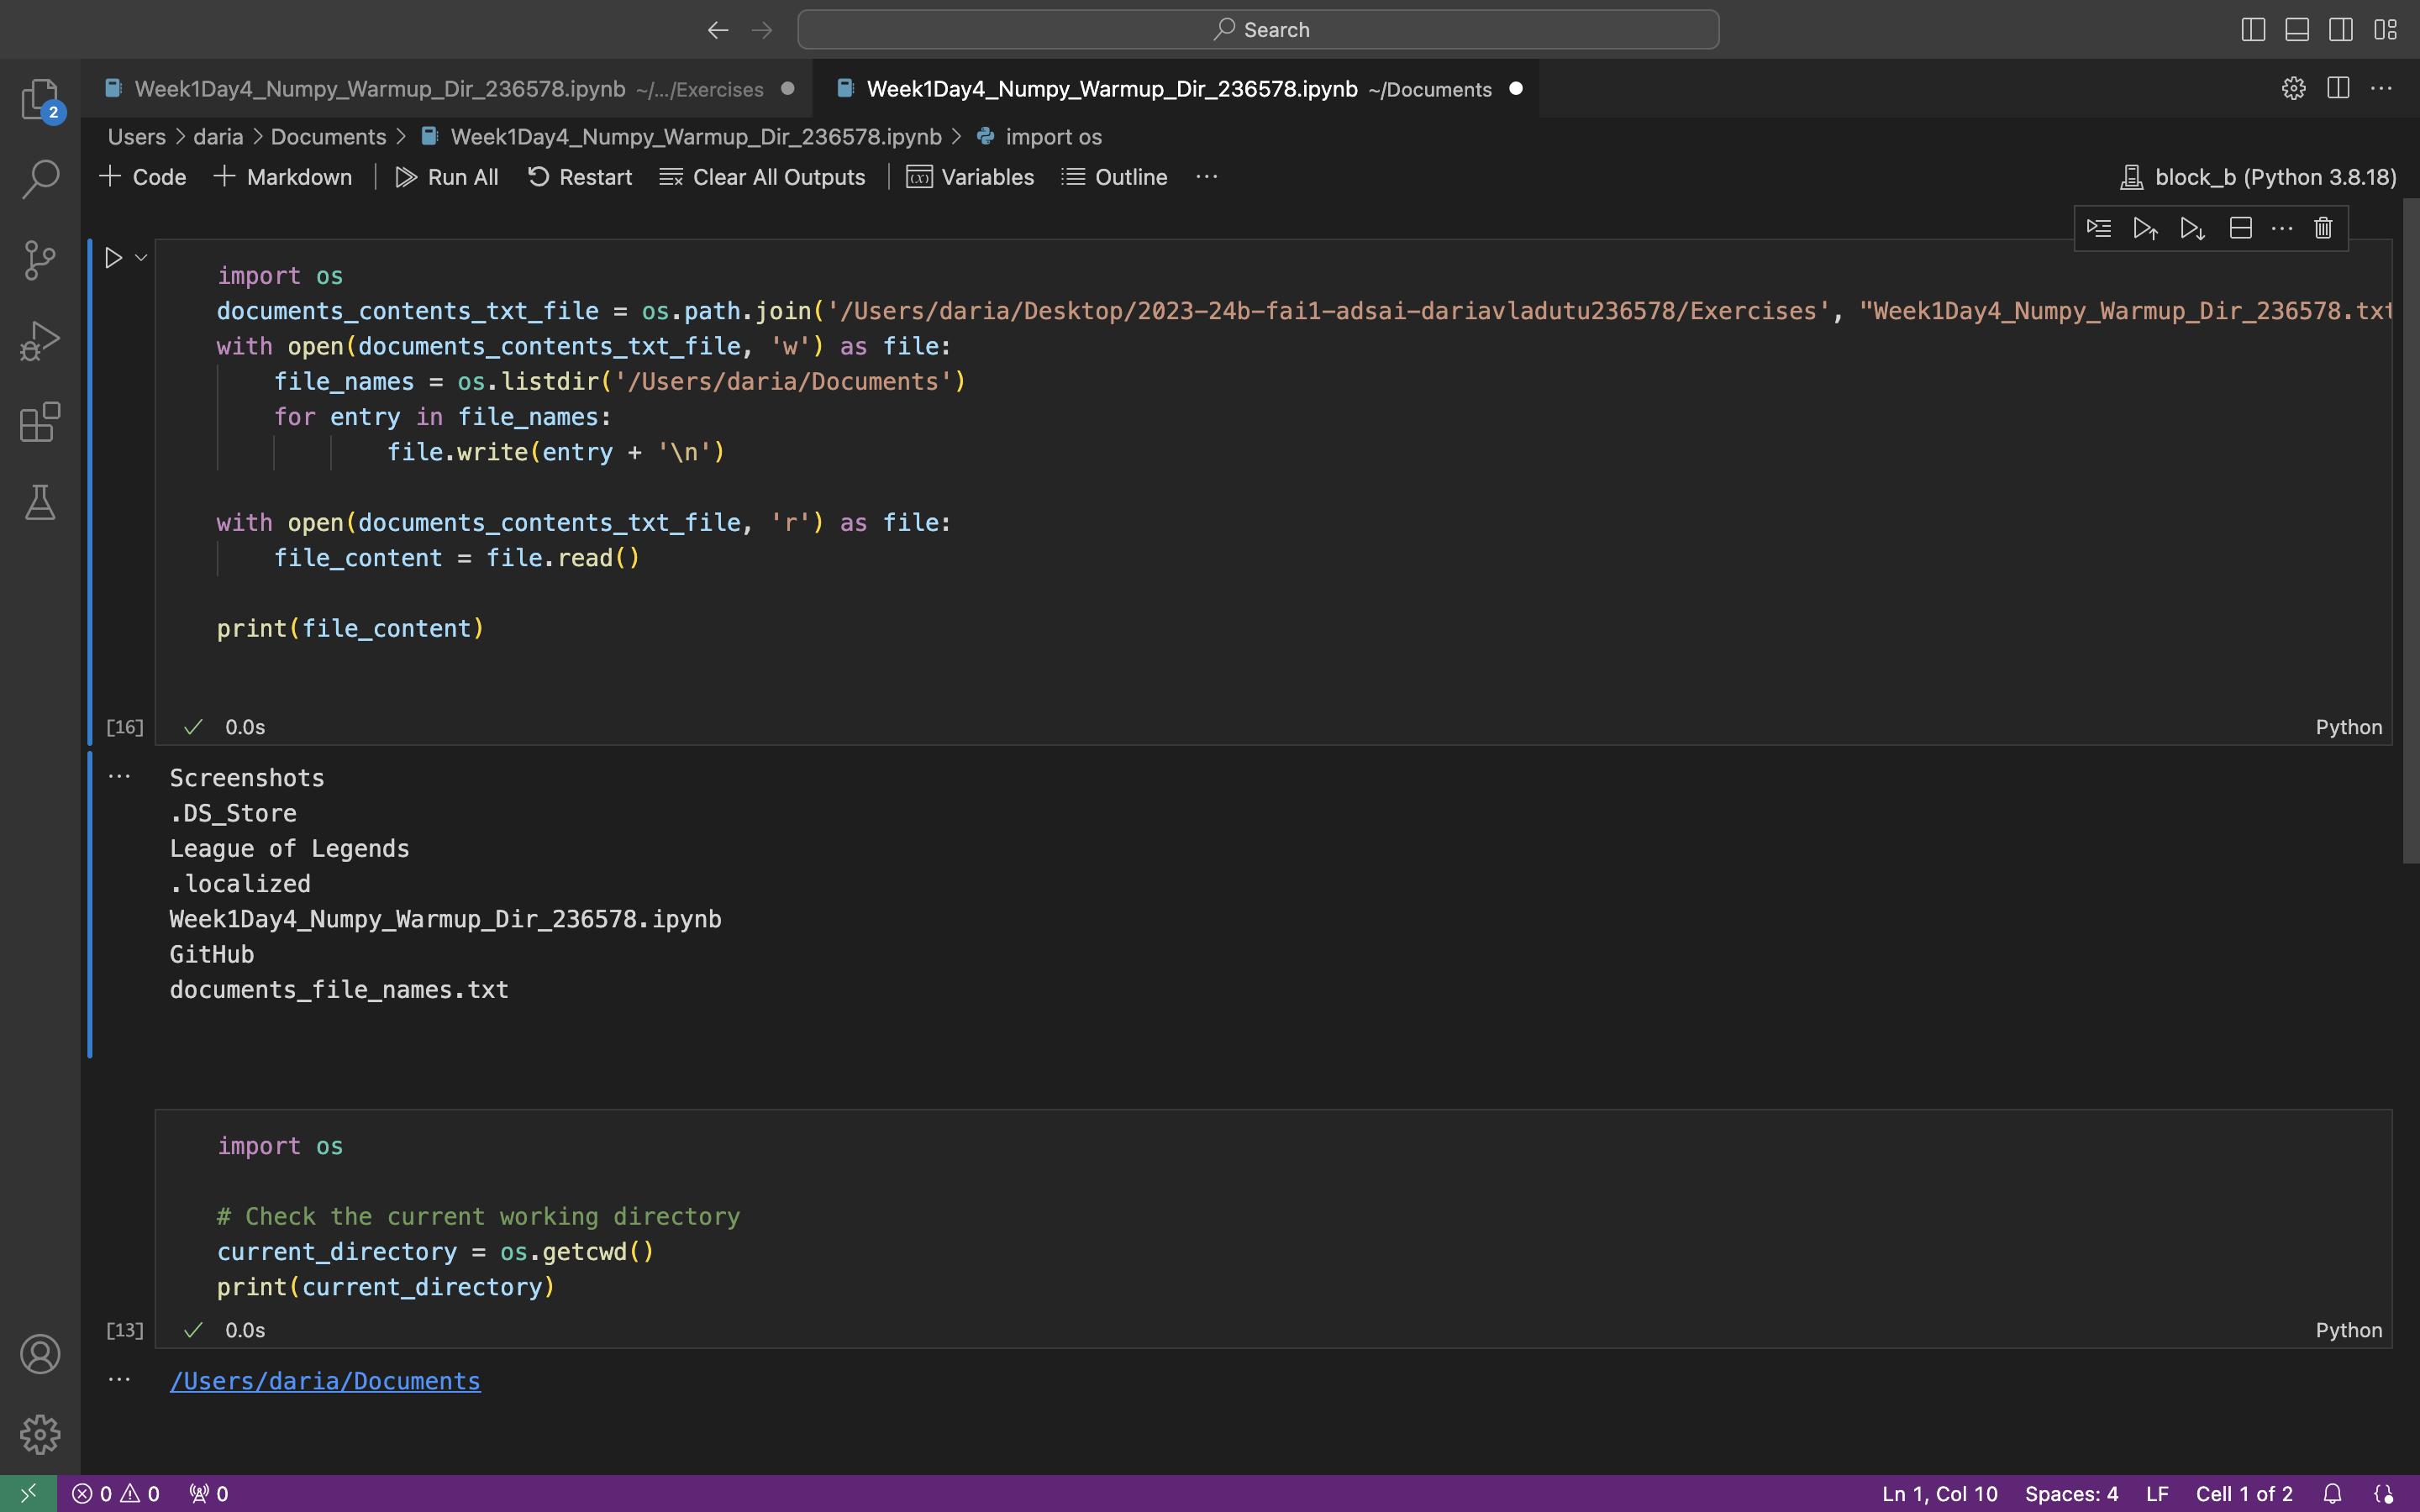 Search
Week1Day4_Numpy_Warmup_Dir_236578.ipynb ~/.../Exercises
Week1Day4_Numpy_Warmup_Dir_236578.ipynb ~/Documents
2
Users > daria > Documents > Week1Day4_Numpy_Warmup_Dir_236578.ipynb > import os
+ Code + Markdown | Run All Restart Clear All Outputs | Variables Outline ...
block_b (Python 3.8.18)
import os
documents_contents_txt_file = os.path.join('/Users/daria/Desktop/2023-24b-fai1-adsai-dariavladutu236578/Exercises', "Week1Day4_Numpy_Warmup_Dir_236578.txt
with open(documents_contents_txt_file, 'w') as file:
    file_names = os.listdir('/Users/daria/Documents')
    for entry in file_names:
            file.write(entry + '\n')
with open(documents_contents_txt_file, 'r') as file:
    file_content = file.read()
print(file_content)
[16] ✓ 0.0s
Python
... Screenshots
.DS_Store
League of Legends
.localized
Week1Day4_Numpy_Warmup_Dir_236578.ipynb
GitHub
documents_file_names.txt
import os
# Check the current working directory
current_directory = os.getcwd()
print(current_directory)
[13] ✓ 0.0s
Python
... /Users/daria/Documents
0 0 0
Ln 1, Col 10 Spaces: 4 LF Cell 1 of 2